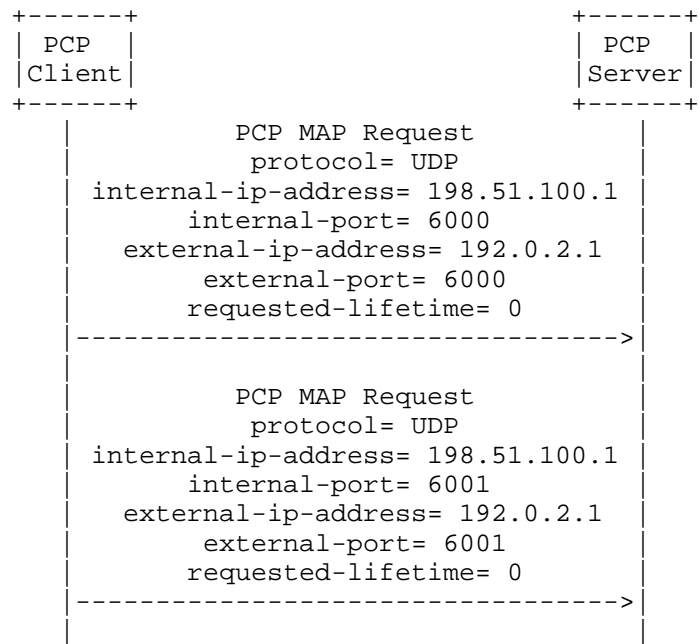 PCP PCP
Client Server
PCP MAP Request
protocol= UDP
internal-ip-address= 198.51.100.1
internal-port= 6000
external-ip-address= 192.0.2.1
external-port= 6000
requested-lifetime= 0
PCP MAP Request
protocol= UDP
internal-ip-address= 198.51.100.1
internal-port= 6001
external-ip-address= 192.0.2.1
external-port= 6001
requested-lifetime= 0